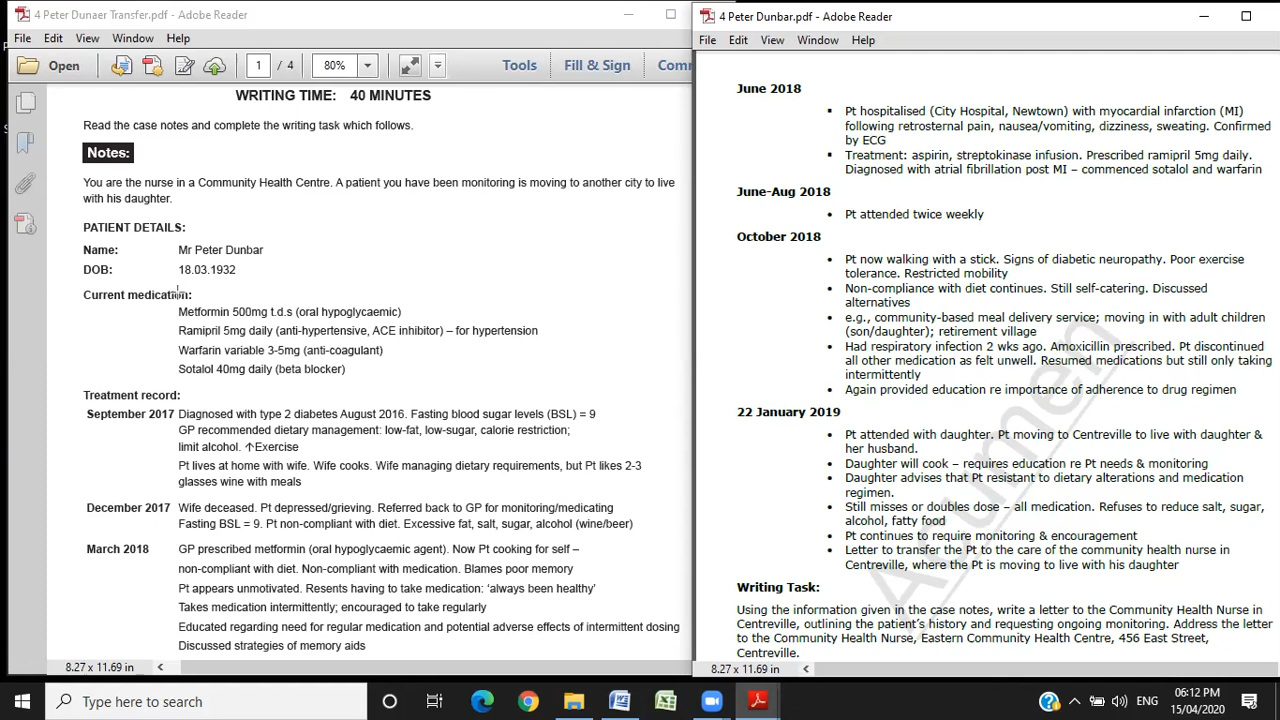 4 Peter Dunaer Transfer.pdf - Adobe Reader
File Edit View Window Help
Open 1 / 4 80% Tools Fill & Sign Comm
WRITING TIME: 40 MINUTES
Read the case notes and complete the writing task which follows.
Notes:
You are the nurse in a Community Health Centre. A patient you have been monitoring is moving to another city to live
with his daughter.
PATIENT DETAILS:
Name: Mr Peter Dunbar
DOB: 18.03.1932
Current medication:
Metformin 500mg t.d.s (oral hypoglycaemic)
Ramipril 5mg daily (anti-hypertensive, ACE inhibitor) – for hypertension
Warfarin variable 3-5mg (anti-coagulant)
Sotalol 40mg daily (beta blocker)
Treatment record:
September 2017 Diagnosed with type 2 diabetes August 2016. Fasting blood sugar levels (BSL) = 9
GP recommended dietary management: low-fat, low-sugar, calorie restriction;
limit alcohol. ↑Exercise
Pt lives at home with wife. Wife cooks. Wife managing dietary requirements, but Pt likes 2-3
glasses wine with meals
December 2017 Wife deceased. Pt depressed/grieving. Referred back to GP for monitoring/medicating
Fasting BSL = 9. Pt non-compliant with diet. Excessive fat, salt, sugar, alcohol (wine/beer)
March 2018 GP prescribed metformin (oral hypoglycaemic agent). Now Pt cooking for self –
non-compliant with diet. Non-compliant with medication. Blames poor memory
Pt appears unmotivated. Resents having to take medication: ‘always been healthy’
Takes medication intermittently; encouraged to take regularly
Educated regarding need for regular medication and potential adverse effects of intermittent dosing
Discussed strategies of memory aids
8.27 x 11.69 in
4 Peter Dunbar.pdf - Adobe Reader
File Edit View Window Help
June 2018
• Pt hospitalised (City Hospital, Newtown) with myocardial infarction (MI)
following retrosternal pain, nausea/vomiting, dizziness, sweating. Confirmed
by ECG
• Treatment: aspirin, streptokinase infusion. Prescribed ramipril 5mg daily.
Diagnosed with atrial fibrillation post MI – commenced sotalol and warfarin
June-Aug 2018
• Pt attended twice weekly
October 2018
• Pt now walking with a stick. Signs of diabetic neuropathy. Poor exercise
tolerance. Restricted mobility
• Non-compliance with diet continues. Still self-catering. Discussed
alternatives
• e.g., community-based meal delivery service; moving in with adult children
(son/daughter); retirement village
• Had respiratory infection 2 wks ago. Amoxicillin prescribed. Pt discontinued
all other medication as felt unwell. Resumed medications but still only taking
intermittently
• Again provided education re importance of adherence to drug regimen
22 January 2019
• Pt attended with daughter. Pt moving to Centreville to live with daughter &
her husband.
• Daughter will cook – requires education re Pt needs & monitoring
• Daughter advises that Pt resistant to dietary alterations and medication
regimen.
• Still misses or doubles dose – all medication. Refuses to reduce salt, sugar,
alcohol, fatty food
• Pt continues to require monitoring & encouragement
• Letter to transfer the Pt to the care of the community health nurse in
Centreville, where the Pt is moving to live with his daughter
Writing Task:
Using the information given in the case notes, write a letter to the Community Health Nurse in
Centreville, outlining the patient’s history and requesting ongoing monitoring. Address the letter
to the Community Health Nurse, Eastern Community Health Centre, 456 East Street,
Centreville.
8.27 x 11.69 in
Acumen
Type here to search
ENG
06:12 PM
15/04/2020